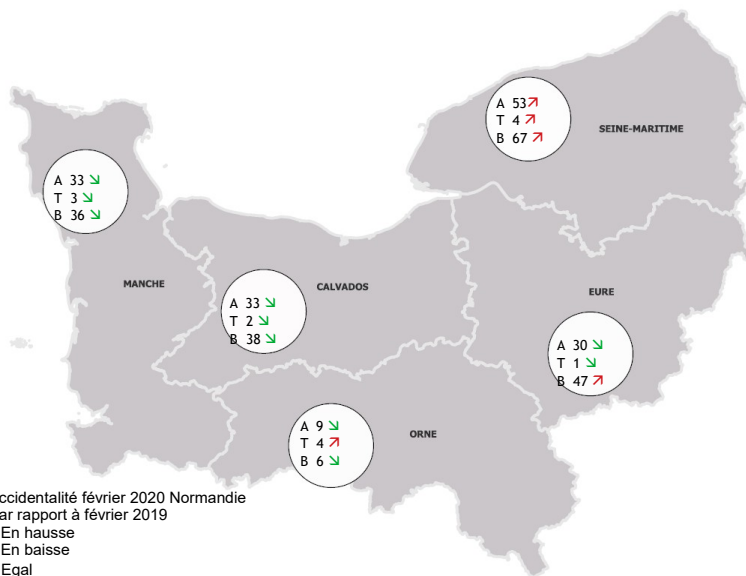 A 53
T 4
B 67
SEINE-MARITIME
A 33
T 3
B 36
MANCHE
CALVADOS
A 33
T 2
B 38
EURE
A 30
T 1
B 47
A 9
T 4
B 6
ORNE
ccidentalité février 2020 Normandie
ar rapport à février 2019
En hausse
En baisse
Egal